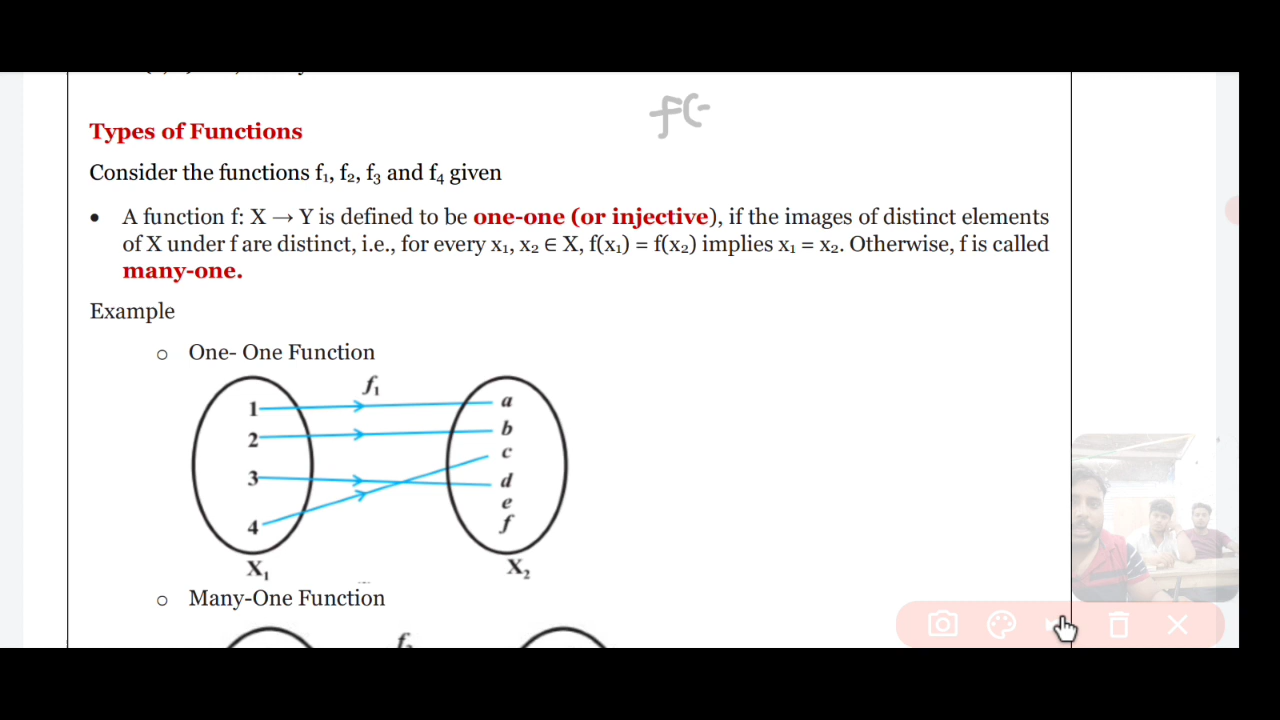 f(-
Types of Functions
Consider the functions f₁, f₂, f₃ and f₄ given
• A function f: X → Y is defined to be one-one (or injective), if the images of distinct elements
of X under f are distinct, i.e., for every x₁, x₂ ∈ X, f(x₁) = f(x₂) implies x₁ = x₂. Otherwise, f is called
many-one.
Example
o One- One Function
f₁
1 a
2 b
c
3 d
e
4 f
X₁ X₂
o Many-One Function